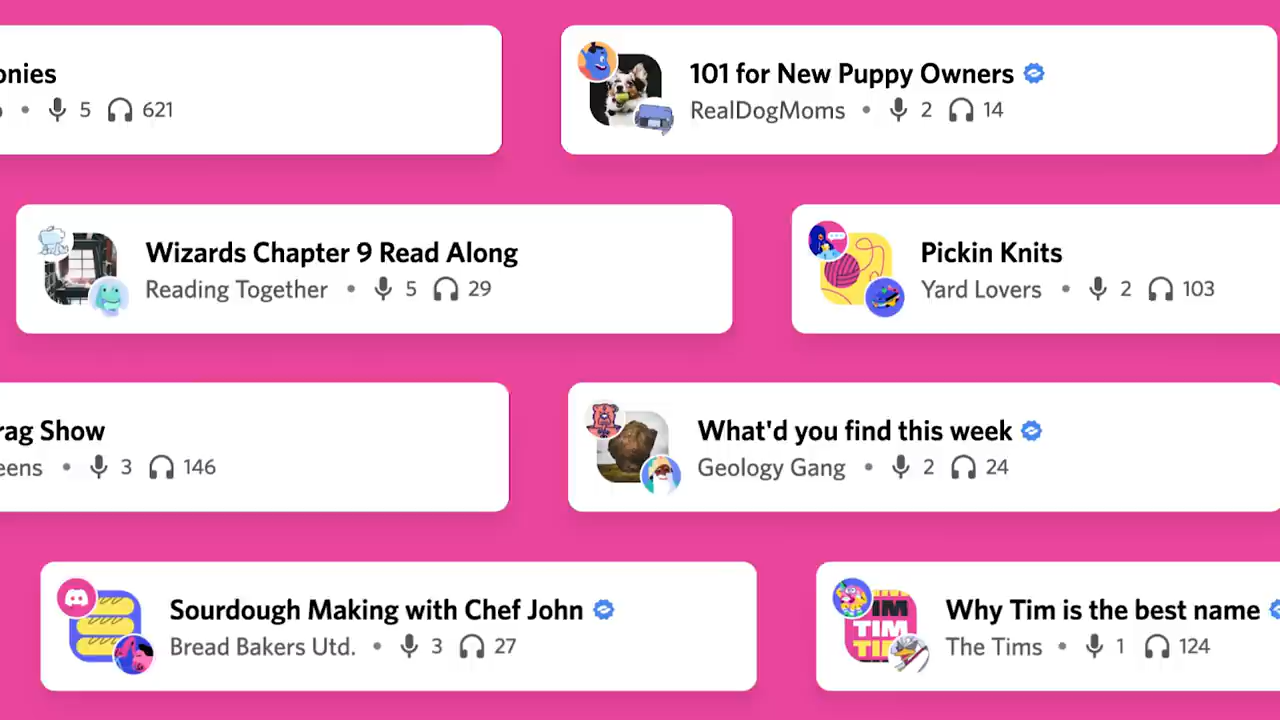 onies
101 for New Puppy Owners
5 621
RealDogMoms • 2 14
Wizards Chapter 9 Read Along
Pickin Knits
Reading Together • 5 29
Yard Lovers • 2 103
rag Show
What'd you find this week
eens • 3 146
Geology Gang • 2 24
Sourdough Making with Chef John
Why Tim is the best name
Bread Bakers Utd. • 3 27
The Tims • 1 124
TIM
TIM